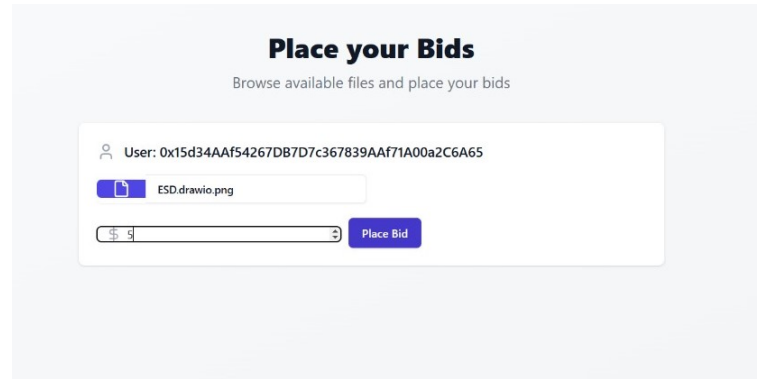 Place your Bids
Browse available files and place your bids
User: 0x15d34AAf54267DB7D7c367839AAf71A00a2C6A65
ESD.drawio.png
$ 5
Place Bid